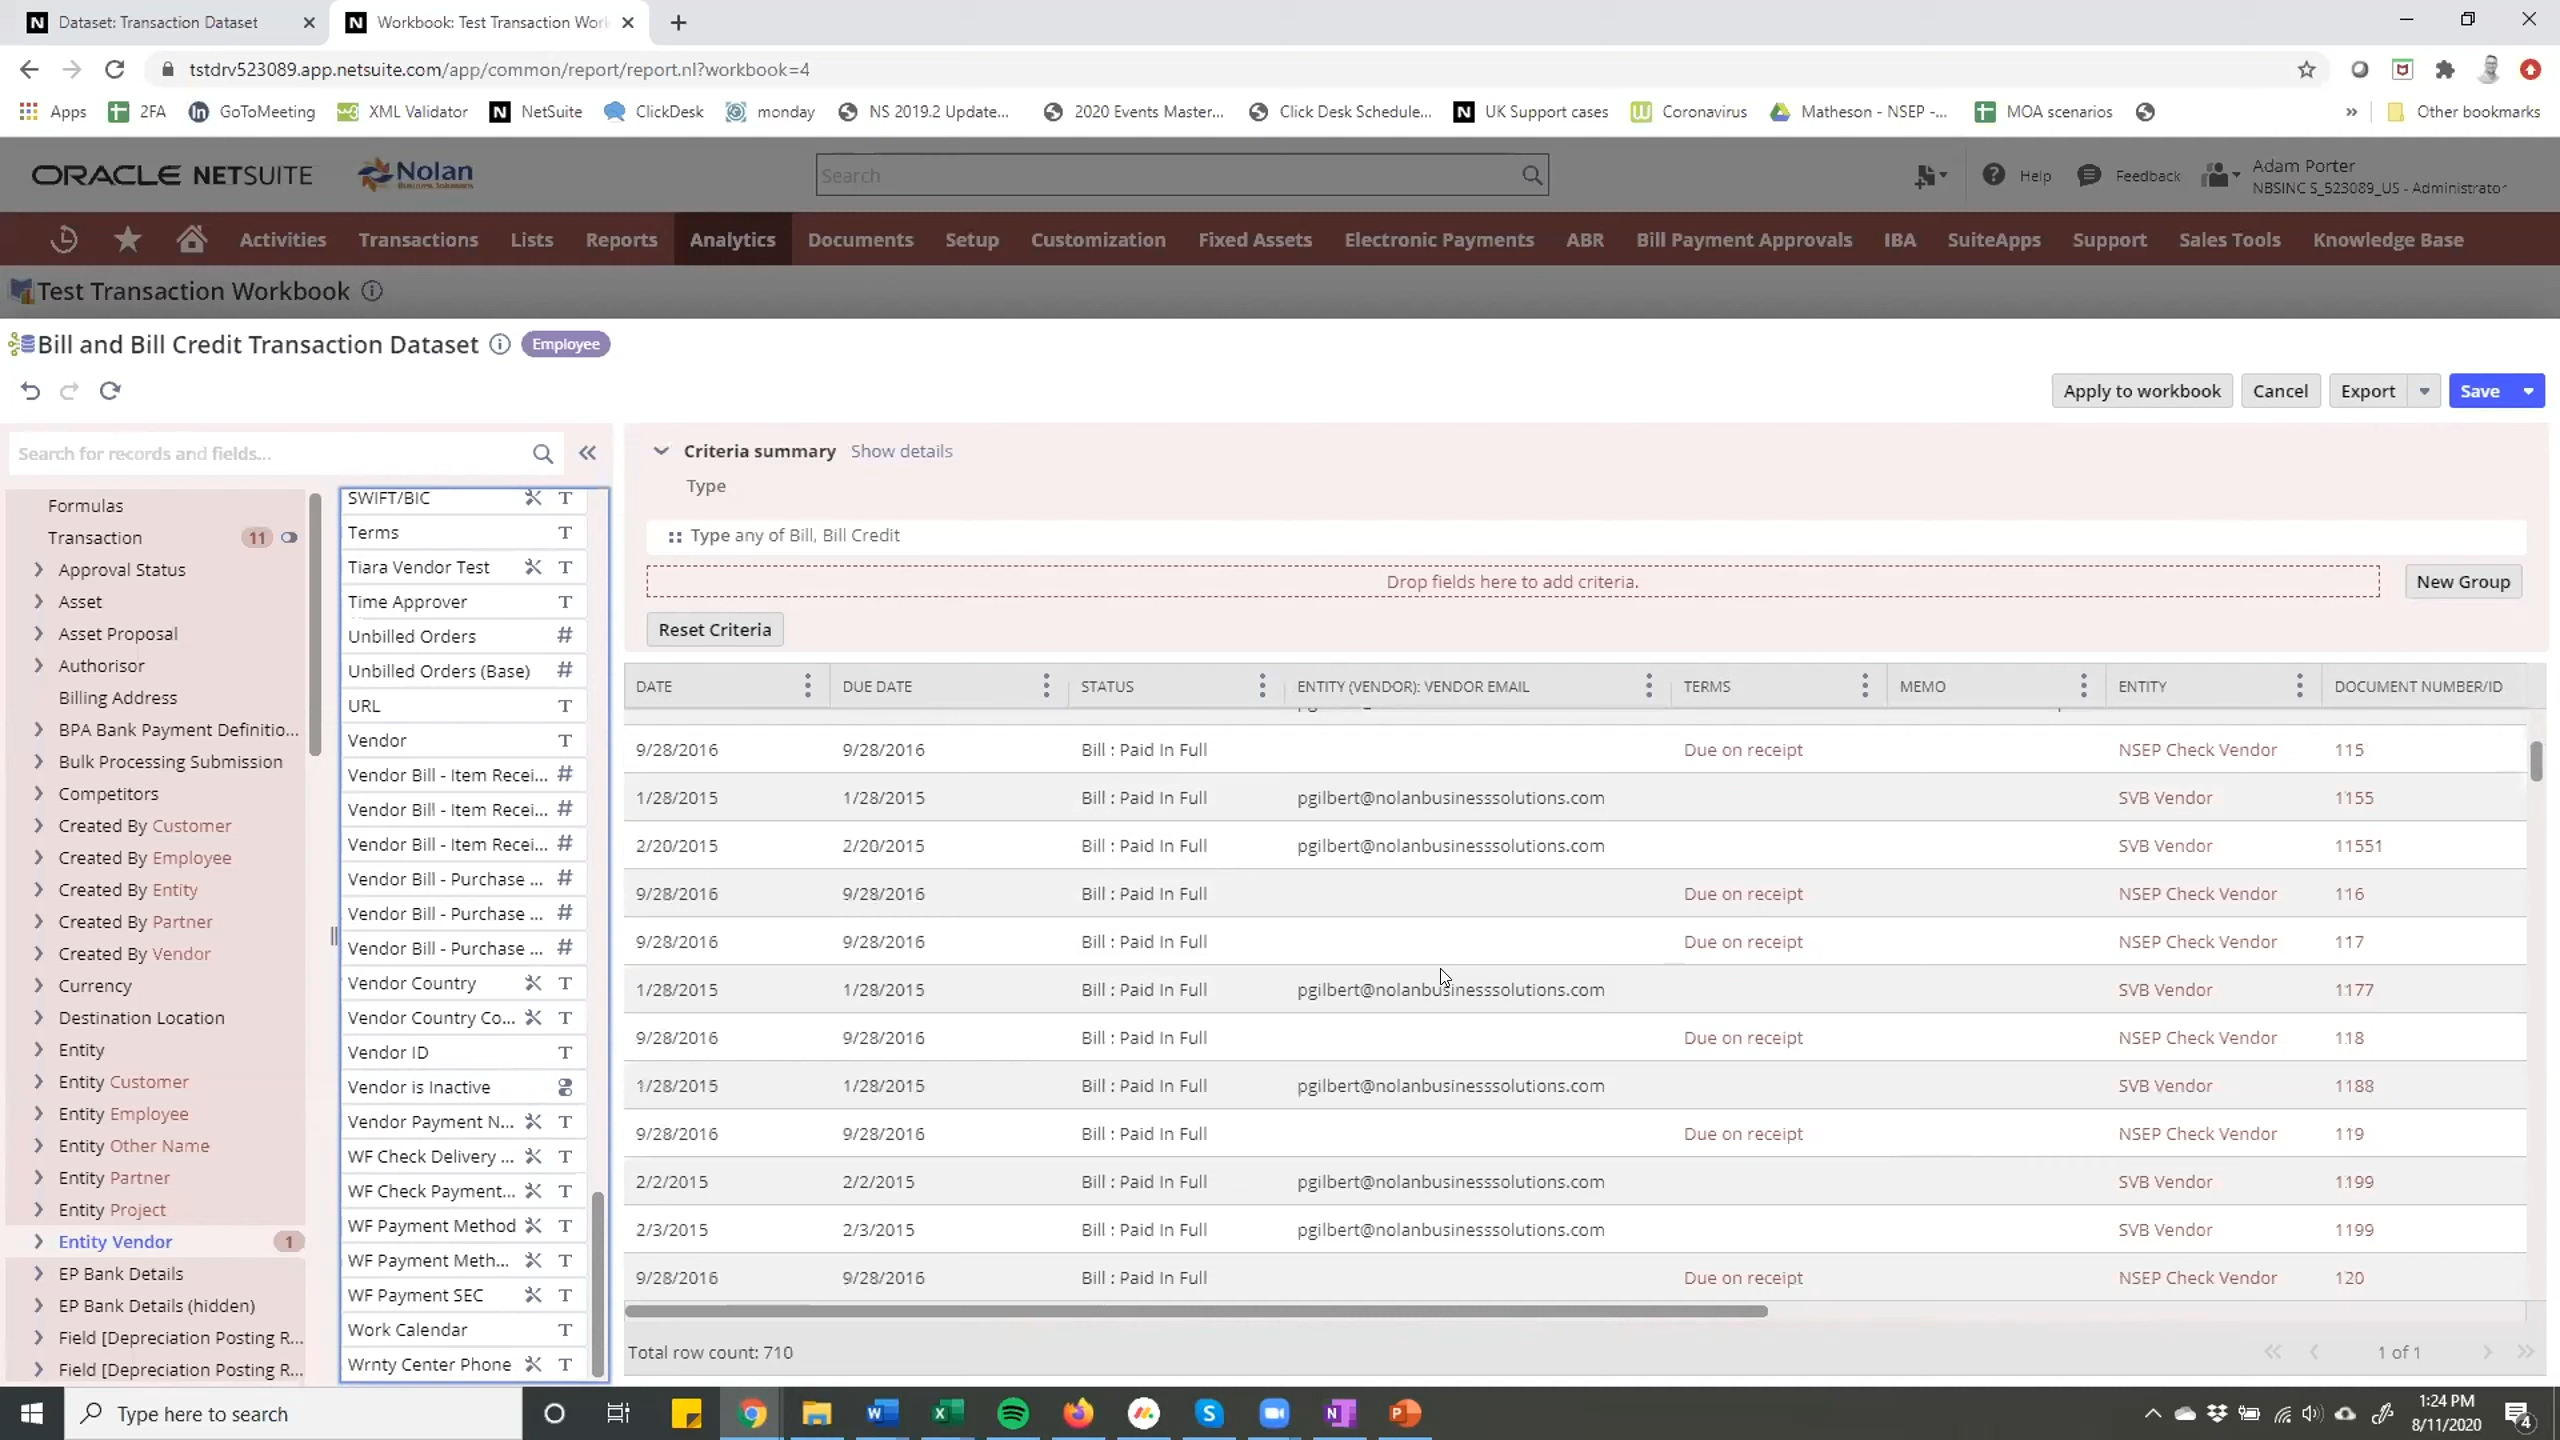 Dataset: Transaction Dataset
Workbook: Test Transaction Work
tstdrv523089.app.netsuite.com/app/common/report/report.nl?workbook=4
Apps 2FA GoToMeeting XML Validator NetSuite ClickDesk monday NS 2019.2 Update... 2020 Events Master... Click Desk Schedule... UK Support cases Coronavirus Matheson - NSEP -... MOA scenarios » Other bookmarks
ORACLE NETSUITE Nolan Business Solutions Search Help Feedback Adam Porter
NBSINC S_523089_US - Administrator
Activities Transactions Lists Reports Analytics Documents Setup Customization Fixed Assets Electronic Payments ABR Bill Payment Approvals IBA SuiteApps Support Sales Tools Knowledge Base
Test Transaction Workbook
Bill and Bill Credit Transaction Dataset Employee
Apply to workbook Cancel Export Save
Search for records and fields...
Formulas
Transaction 11
Approval Status
Asset
Asset Proposal
Authorisor
Billing Address
BPA Bank Payment Definitio...
Bulk Processing Submission
Competitors
Created By Customer
Created By Employee
Created By Entity
Created By Partner
Created By Vendor
Currency
Destination Location
Entity
Entity Customer
Entity Employee
Entity Other Name
Entity Partner
Entity Project
Entity Vendor 1
EP Bank Details
EP Bank Details (hidden)
Field [Depreciation Posting R...
Field [Depreciation Posting R...
SWIFT/BIC T
Terms T
Tiara Vendor Test T
Time Approver T
Unbilled Orders #
Unbilled Orders (Base) #
URL T
Vendor T
Vendor Bill - Item Recei... #
Vendor Bill - Item Recei... #
Vendor Bill - Item Recei... #
Vendor Bill - Purchase ... #
Vendor Bill - Purchase ... #
Vendor Bill - Purchase ... #
Vendor Country T
Vendor Country Co... T
Vendor ID T
Vendor is Inactive
Vendor Payment N... T
WF Check Delivery ... T
WF Check Payment... T
WF Payment Method T
WF Payment Meth... T
WF Payment SEC T
Work Calendar T
Wrnty Center Phone T
Criteria summary Show details
Type
Type any of Bill, Bill Credit
Drop fields here to add criteria. New Group
Reset Criteria
DATE DUE DATE STATUS ENTITY (VENDOR): VENDOR EMAIL TERMS MEMO ENTITY DOCUMENT NUMBER/ID
9/28/2016 9/28/2016 Bill : Paid In Full Due on receipt NSEP Check Vendor 115
1/28/2015 1/28/2015 Bill : Paid In Full pgilbert@nolanbusinesssolutions.com SVB Vendor 1155
2/20/2015 2/20/2015 Bill : Paid In Full pgilbert@nolanbusinesssolutions.com SVB Vendor 11551
9/28/2016 9/28/2016 Bill : Paid In Full Due on receipt NSEP Check Vendor 116
9/28/2016 9/28/2016 Bill : Paid In Full Due on receipt NSEP Check Vendor 117
1/28/2015 1/28/2015 Bill : Paid In Full pgilbert@nolanbusinesssolutions.com SVB Vendor 1177
9/28/2016 9/28/2016 Bill : Paid In Full Due on receipt NSEP Check Vendor 118
1/28/2015 1/28/2015 Bill : Paid In Full pgilbert@nolanbusinesssolutions.com SVB Vendor 1188
9/28/2016 9/28/2016 Bill : Paid In Full Due on receipt NSEP Check Vendor 119
2/2/2015 2/2/2015 Bill : Paid In Full pgilbert@nolanbusinesssolutions.com SVB Vendor 1199
2/3/2015 2/3/2015 Bill : Paid In Full pgilbert@nolanbusinesssolutions.com SVB Vendor 1199
9/28/2016 9/28/2016 Bill : Paid In Full Due on receipt NSEP Check Vendor 120
Total row count: 710 1 of 1
Type here to search 1:24 PM
8/11/2020 4